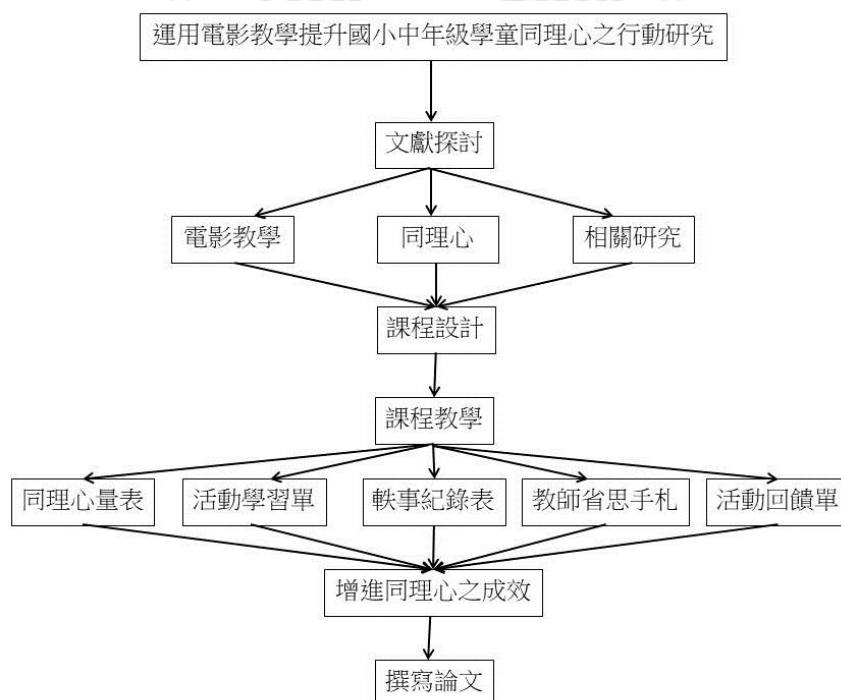 運用電影教學提升國小中年級學童同理心之行動研究
文獻探討
電影教學
同理心
相關研究
課程設計
課程教學
同理心量表
活動學習單
軼事紀錄表
教師省思手札
活動回饋單
增進同理心之成效
撰寫論文